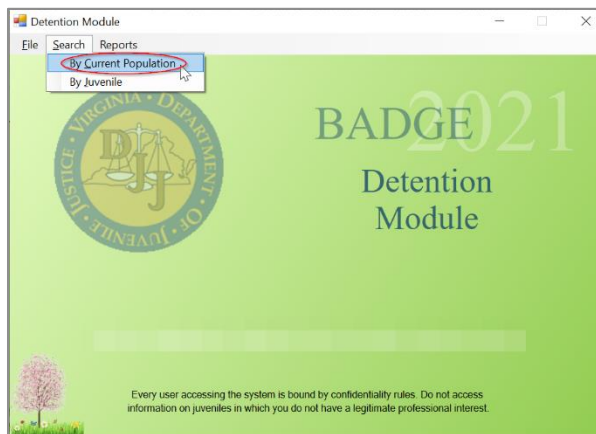 Detention Module
File Search Reports
By Current Population
By Juvenile
VIRGINIA • DEPARTMENT • OF • JUVENILE • JUSTICE •
DJJ
BADGE 2021
Detention
Module
Every user accessing the system is bound by confidentiality rules. Do not access
information on juveniles in which you do not have a legitimate professional interest.